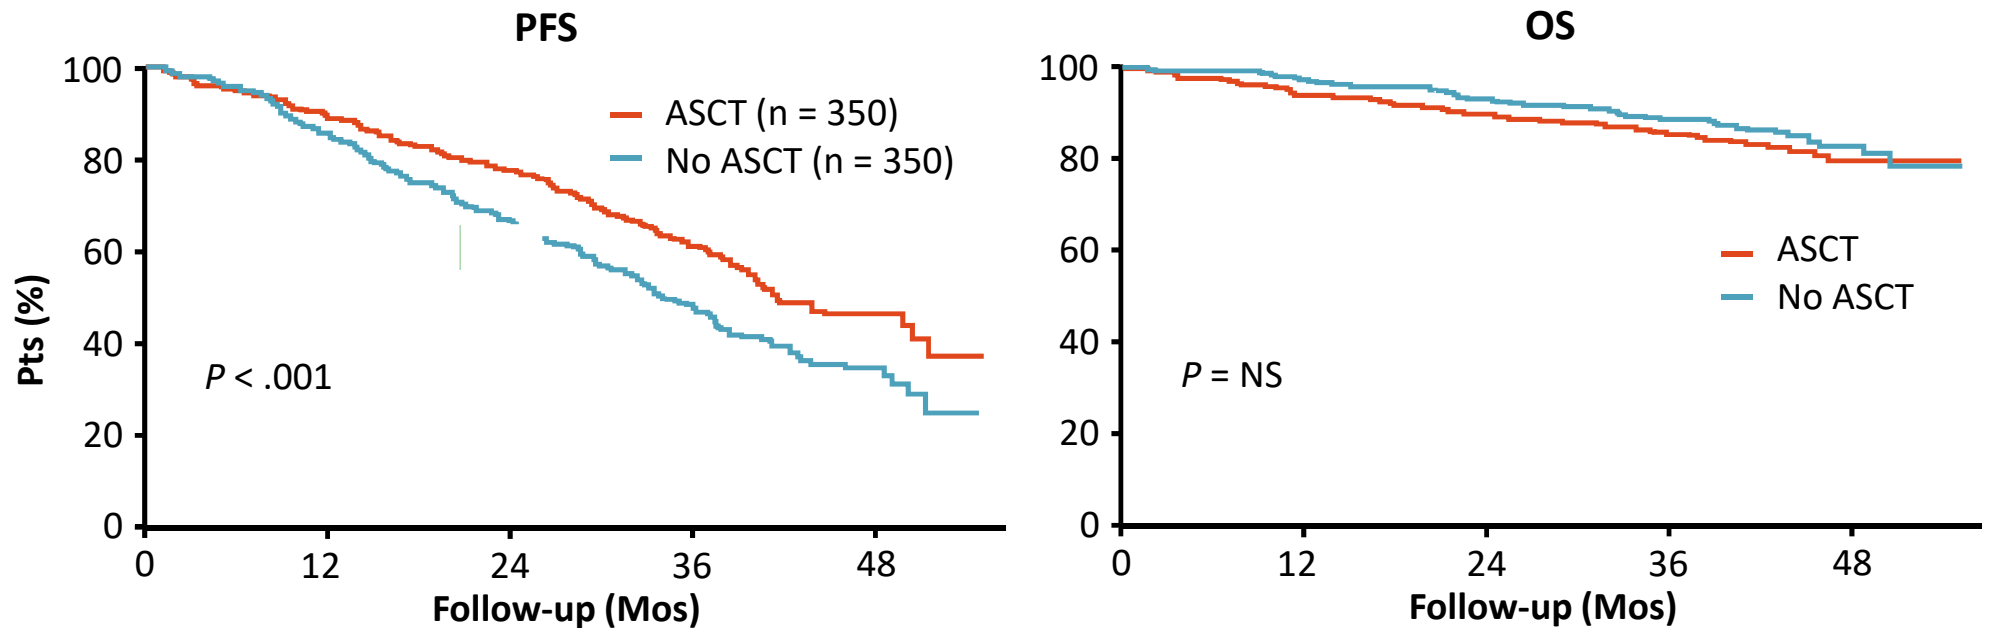 PFS
100
80
60
40
20
0
Pts (%)
ASCT (n = 350)
No ASCT (n = 350)
P < .001
0 12 24 36 48
Follow-up (Mos)
OS
100
80
60
40
20
0
ASCT
No ASCT
P = NS
0 12 24 36 48
Follow-up (Mos)